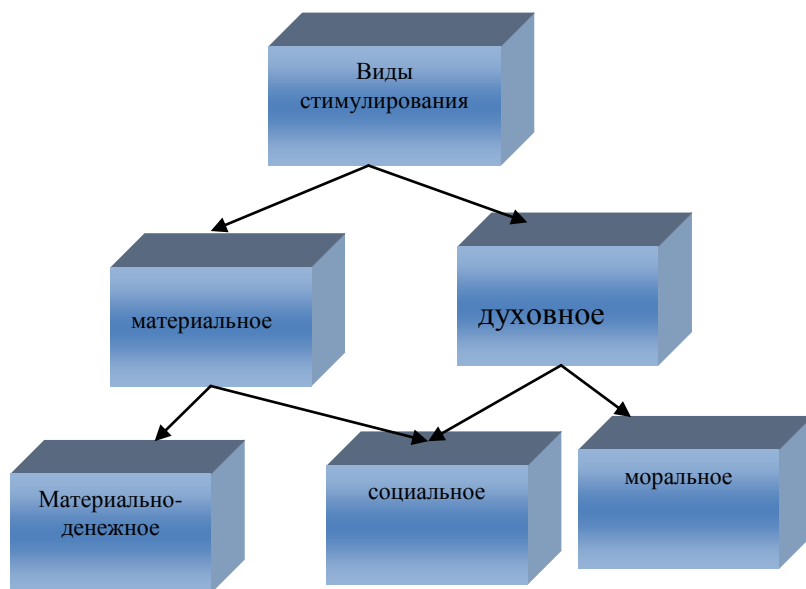 Виды
стимулирования
материальное
духовное
Материально-
денежное
социальное
моральное